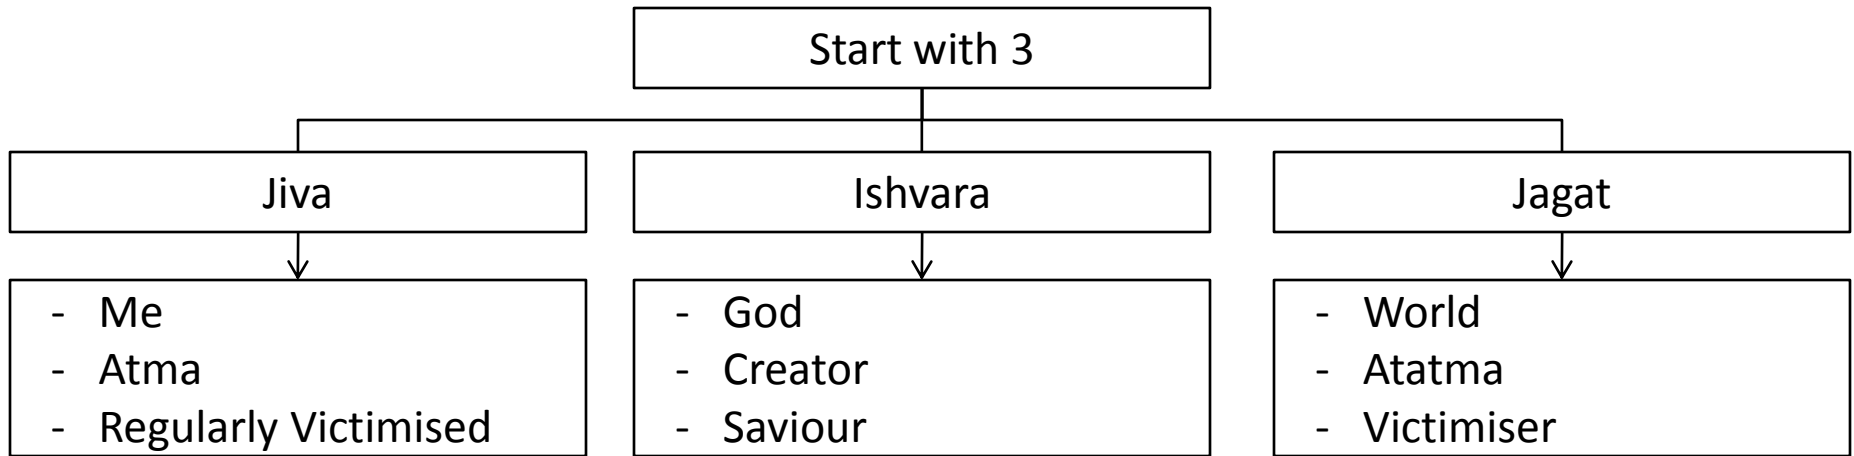 Start with 3
Jiva
Ishvara
Jagat
- Me
- Atma
- Regularly Victimised
- God
- Creator
- Saviour
- World
- Atatma
- Victimiser